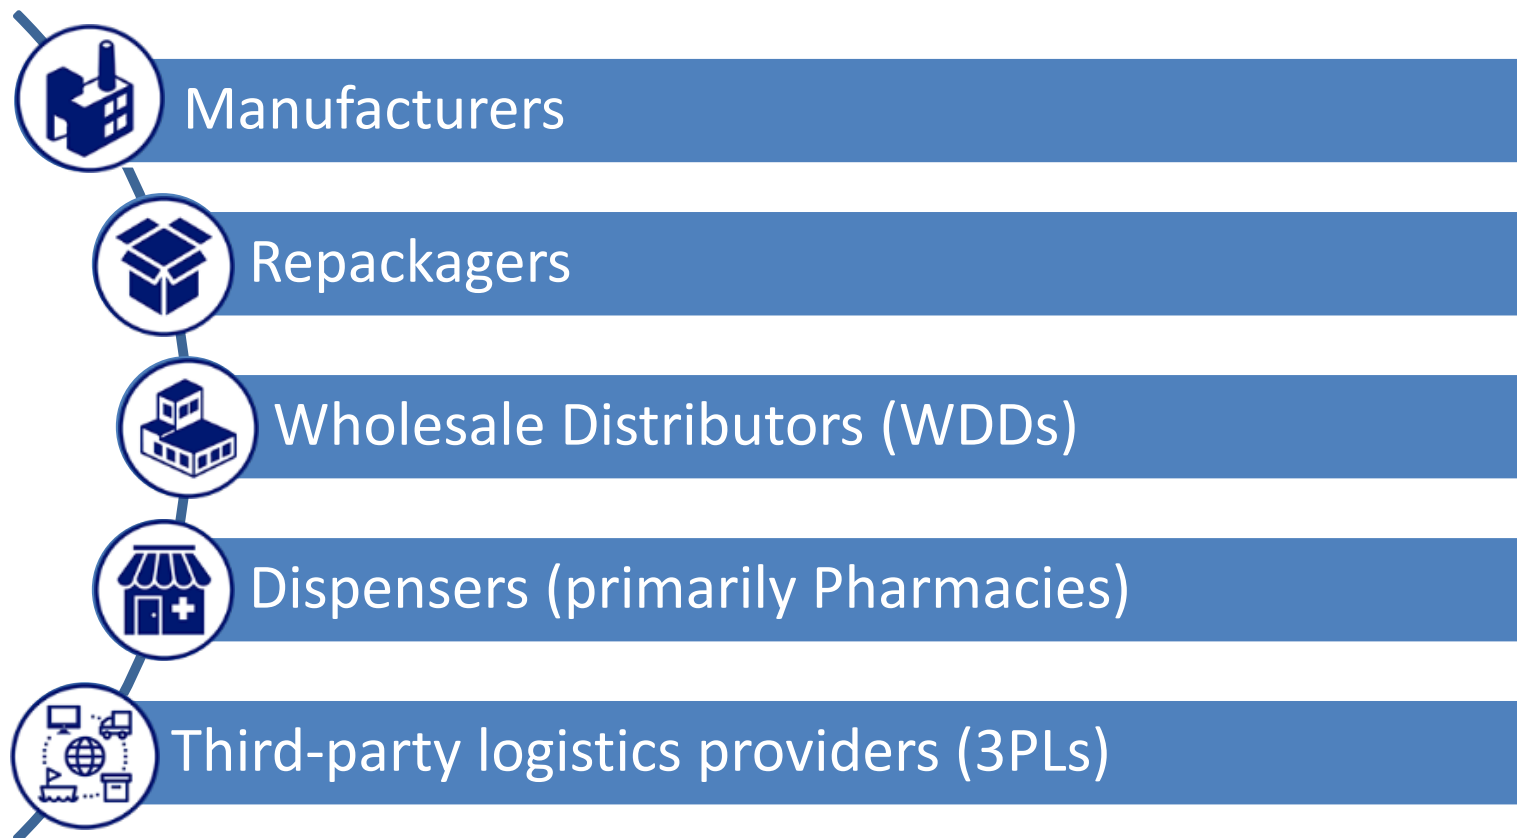 Manufacturers
Repackagers
Wholesale Distributors (WDDs)
Dispensers (primarily Pharmacies)
Third-party logistics providers (3PLs)